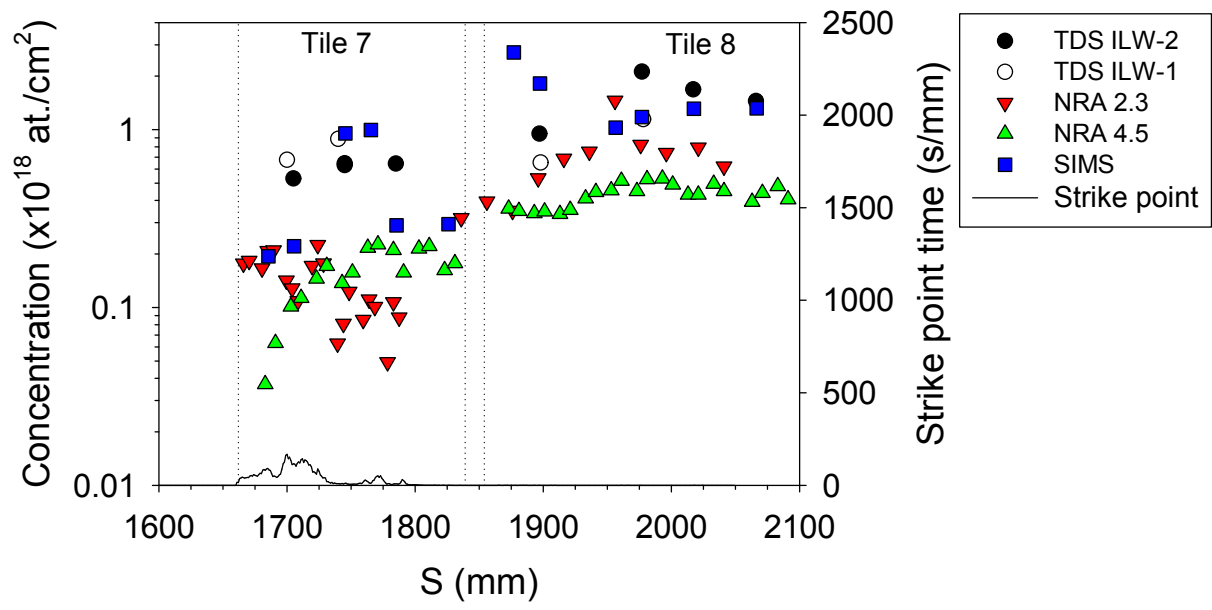 Tile 7
Tile 8
Concentration (x10¹⁸ at./cm²)
1
0.1
0.01
2500
2000
1500
1000
500
0
Strike point time (s/mm)
1600
1700
1800
1900
2000
2100
S (mm)
TDS ILW-2
TDS ILW-1
NRA 2.3
NRA 4.5
SIMS
Strike point